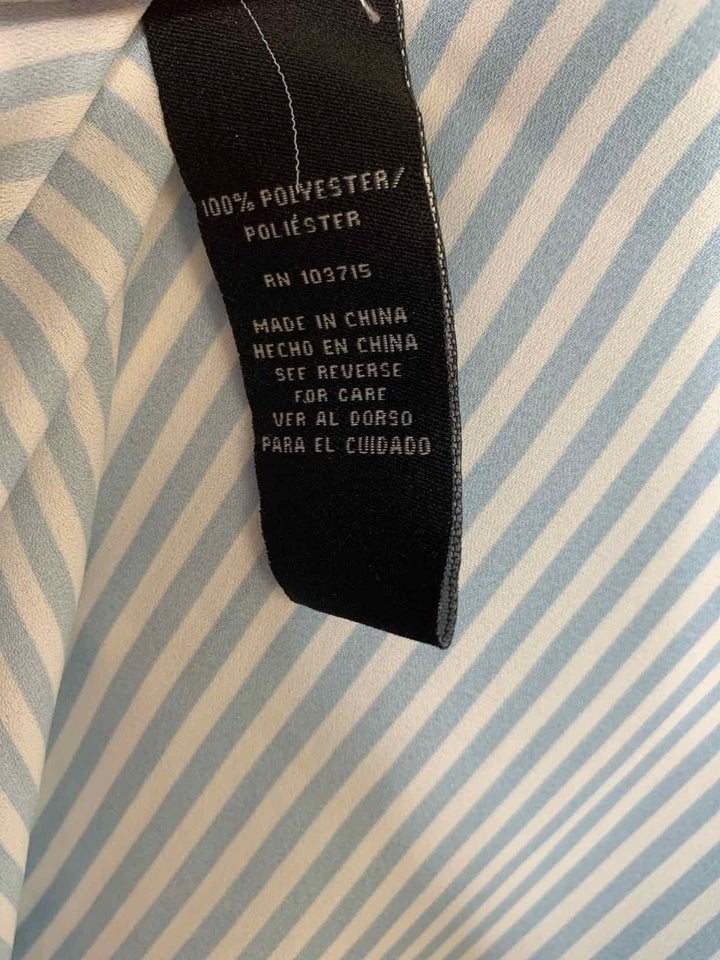 100% POLYESTER/
POLIÉSTER
RN 103715
MADE IN CHINA
HECHO EN CHINA
SEE REVERSE
FOR CARE
VER AL DORSO
PARA EL CUIDADO